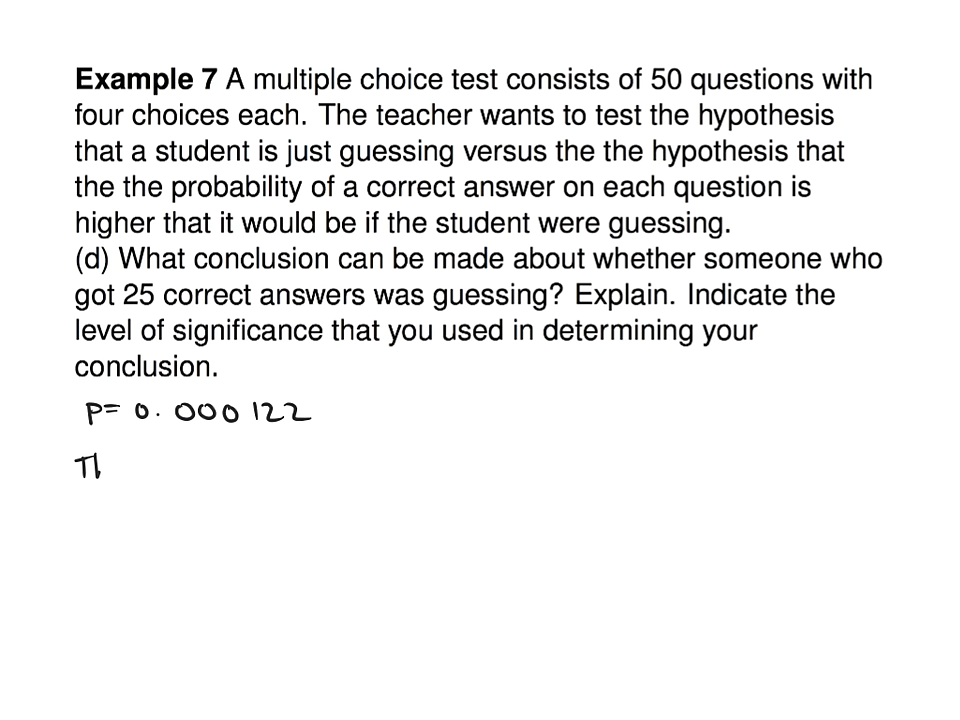 Example 7 A multiple choice test consists of 50 questions with
four choices each. The teacher wants to test the hypothesis
that a student is just guessing versus the the hypothesis that
the the probability of a correct answer on each question is
higher that it would be if the student were guessing.
(d) What conclusion can be made about whether someone who
got 25 correct answers was guessing? Explain. Indicate the
level of significance that you used in determining your
conclusion.
P= 0.000122